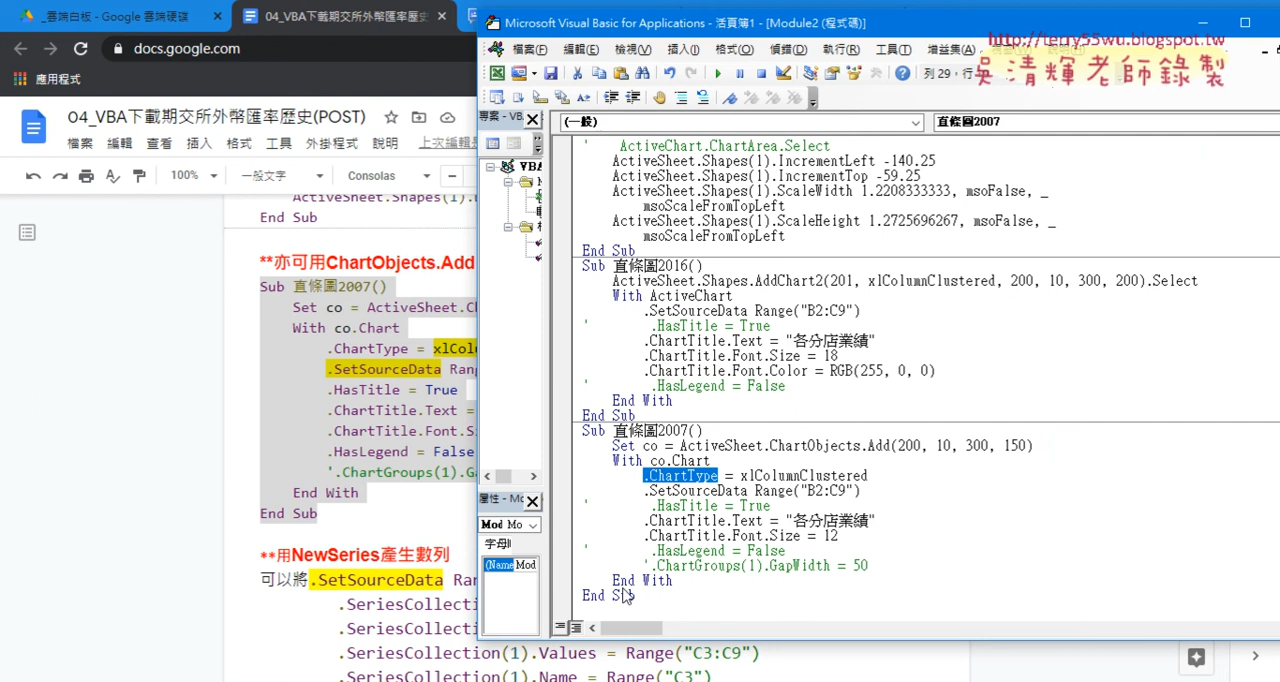 _雲端白板 - Google 雲端硬碟
04_VBA下載期交所外幣匯率歷史
docs.google.com
應用程式
04_VBA下載期交所外幣匯率歷史(POST)
檔案 編輯 查看 插入 格式 工具 外掛程式 說明 上次編輯
100% 一般文字 Consolas
End Sub
**亦可用ChartObjects.Add
Sub 直條圖2007()
Set co = ActiveSheet.Ch
With co.Chart
.ChartType = xlCol
.SetSourceData Ran
.HasTitle = True
.ChartTitle.Text =
.ChartTitle.Font.Si
.HasLegend = False
'.ChartGroups(1).Ga
End With
End Sub
**用NewSeries產生數列
可以將.SetSourceData Ran
.SeriesCollection
.SeriesCollection
.SeriesCollection(1).Values = Range("C3:C9")
.SeriesCollection(1).Name = Range("C3")
Microsoft Visual Basic for Applications - 活頁簿1 - [Module2 (程式碼)]
http://terry55wu.blogspot.tw
吳清輝老師錄製
檔案(F) 編輯(E) 檢視(V) 插入(I) 格式(O) 偵錯(D) 執行(R) 工具(T) 增益集(A)
列 29, 行
專案 - VB
VBA
屬性 - Mo
Mod Mo
(Name Mod
(一般) 直條圖2007
' ActiveChart.ChartArea.Select
ActiveSheet.Shapes(1).IncrementLeft -140.25
ActiveSheet.Shapes(1).IncrementTop -59.25
ActiveSheet.Shapes(1).ScaleWidth 1.2208333333, msoFalse, _
msoScaleFromTopLeft
ActiveSheet.Shapes(1).ScaleHeight 1.2725696267, msoFalse, _
msoScaleFromTopLeft
End Sub
Sub 直條圖2016()
ActiveSheet.Shapes.AddChart2(201, xlColumnClustered, 200, 10, 300, 200).Select
With ActiveChart
.SetSourceData Range("B2:C9")
' .HasTitle = True
.ChartTitle.Text = "各分店業績"
.ChartTitle.Font.Size = 18
.ChartTitle.Font.Color = RGB(255, 0, 0)
' .HasLegend = False
End With
End Sub
Sub 直條圖2007()
Set co = ActiveSheet.ChartObjects.Add(200, 10, 300, 150)
With co.Chart
.ChartType = xlColumnClustered
.SetSourceData Range("B2:C9")
' .HasTitle = True
.ChartTitle.Text = "各分店業績"
.ChartTitle.Font.Size = 12
' .HasLegend = False
'.ChartGroups(1).GapWidth = 50
End With
End Sub